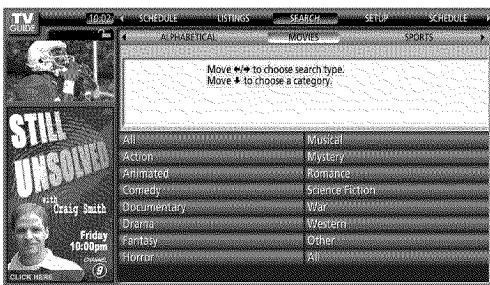 TV GUIDE
10:02
SCHEDULE LISTINGS SEARCH SETUP SCHEDULE
ALPHABETICAL MOVIES SPORTS
Move ←/→ to choose search type.
Move ↓ to choose a category.
STILL
UNSOLVED
with
Craig Smith
Friday
10:00pm
CHANNEL
9
CLICK HERE
All Musical
Action Mystery
Animated Romance
Comedy Science Fiction
Documentary War
Drama Western
Fantasy Other
Horror All